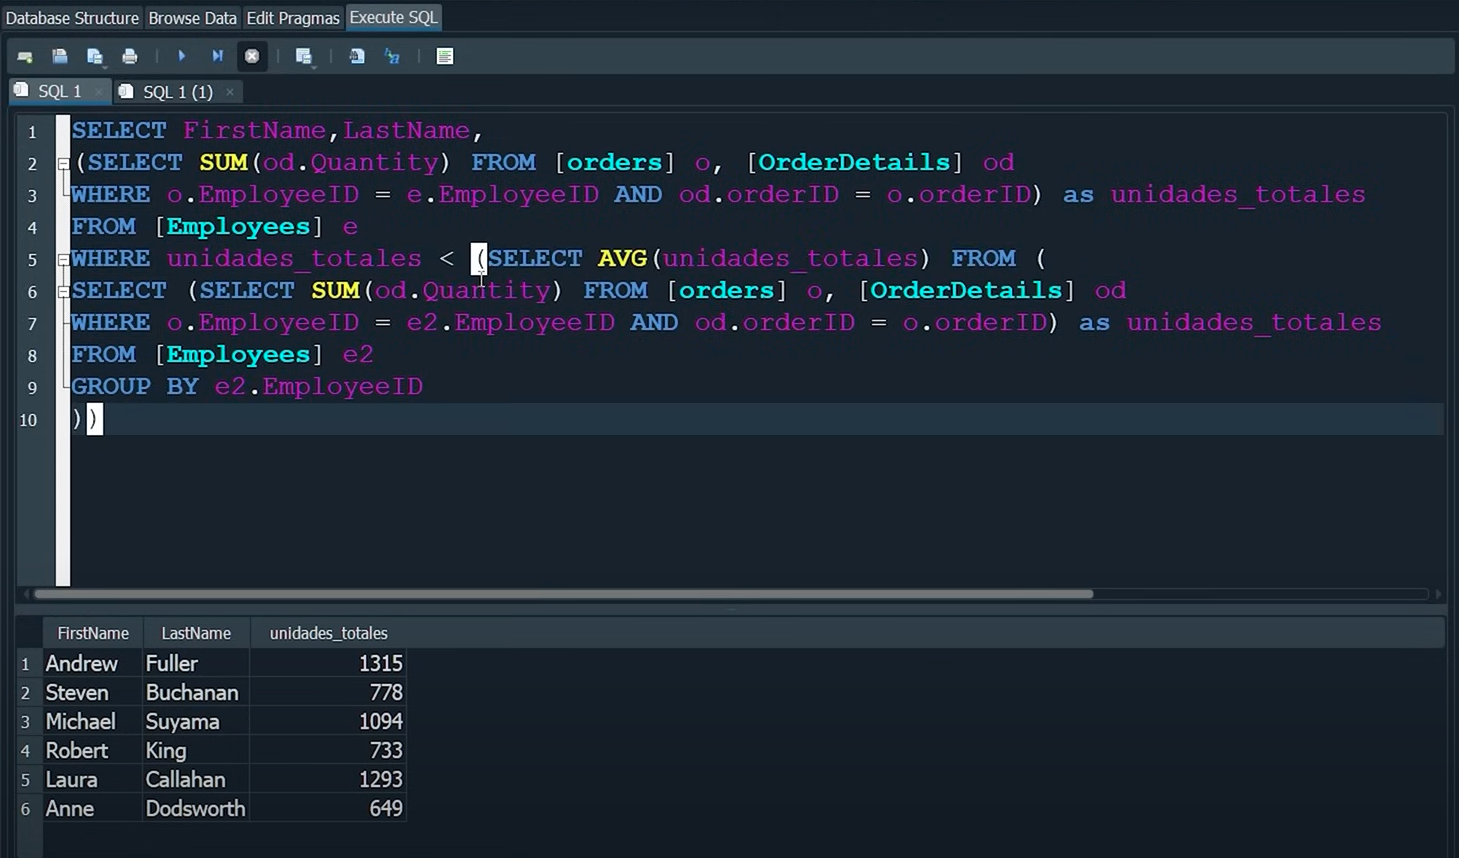 Database Structure Browse Data Edit Pragmas Execute SQL
SQL 1 × SQL 1 (1) ×
1 SELECT FirstName,LastName,
2 (SELECT SUM(od.Quantity) FROM [orders] o, [OrderDetails] od
3 WHERE o.EmployeeID = e.EmployeeID AND od.orderID = o.orderID) as unidades_totales
4 FROM [Employees] e
5 WHERE unidades_totales < (SELECT AVG(unidades_totales) FROM (
6 SELECT (SELECT SUM(od.Quantity) FROM [orders] o, [OrderDetails] od
7 WHERE o.EmployeeID = e2.EmployeeID AND od.orderID = o.orderID) as unidades_totales
8 FROM [Employees] e2
9 GROUP BY e2.EmployeeID
10 ))
FirstName LastName unidades_totales
1 Andrew Fuller 1315
2 Steven Buchanan 778
3 Michael Suyama 1094
4 Robert King 733
5 Laura Callahan 1293
6 Anne Dodsworth 649